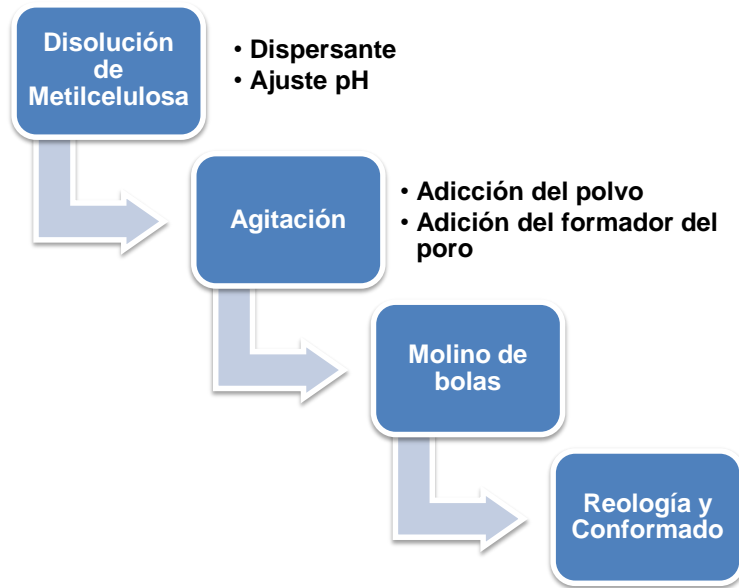 Disolución
de
Metilcelulosa
• Dispersante
• Ajuste pH
Agitación
• Adicción del polvo
• Adición del formador del
poro
Molino de
bolas
Reología y
Conformado